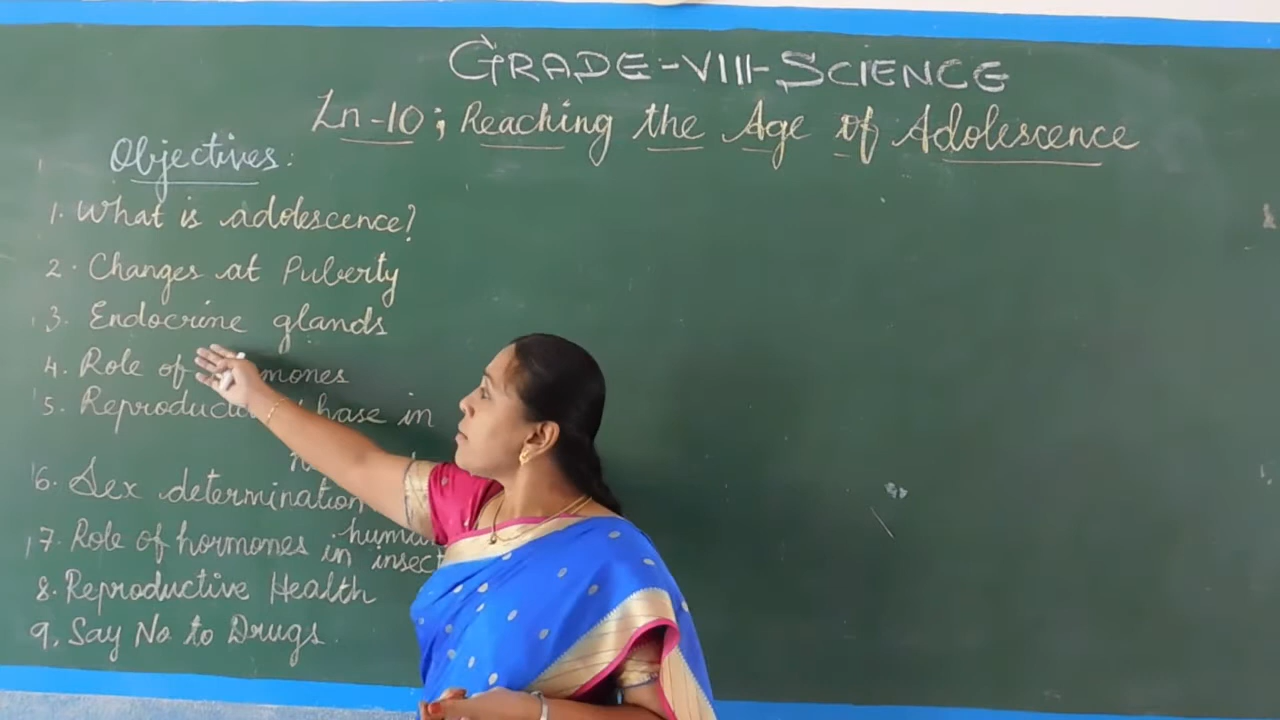 GRADE-VIII-SCIENCE
Ln-10; Reaching the Age of Adolescence
Objectives:
1. What is adolescence?
2. Changes at Puberty
3. Endocrine glands
4. Role of
5. in
6. Sex determination
7. Role of hormones in insect
8. Reproductive Health
9. Say No to Drugs